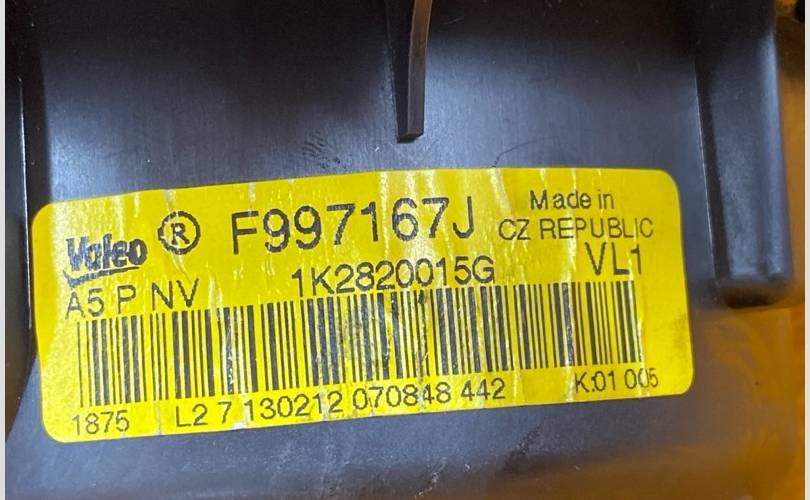 Valeo ® F997167J Made in
CZ REPUBLIC
A5 P NV 1K2820015G VL1
1875 L2 7 130212 070848 442 K:01 005